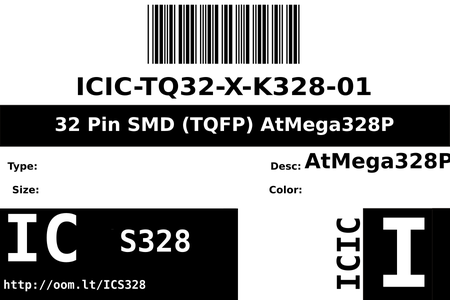 ICIC-TQ32-X-K328-01
32 Pin SMD (TQFP) AtMega328P
Type:
Desc: AtMega328P
Size:
Color:
IC S328
ICIC
I
http://oom.lt/ICS328